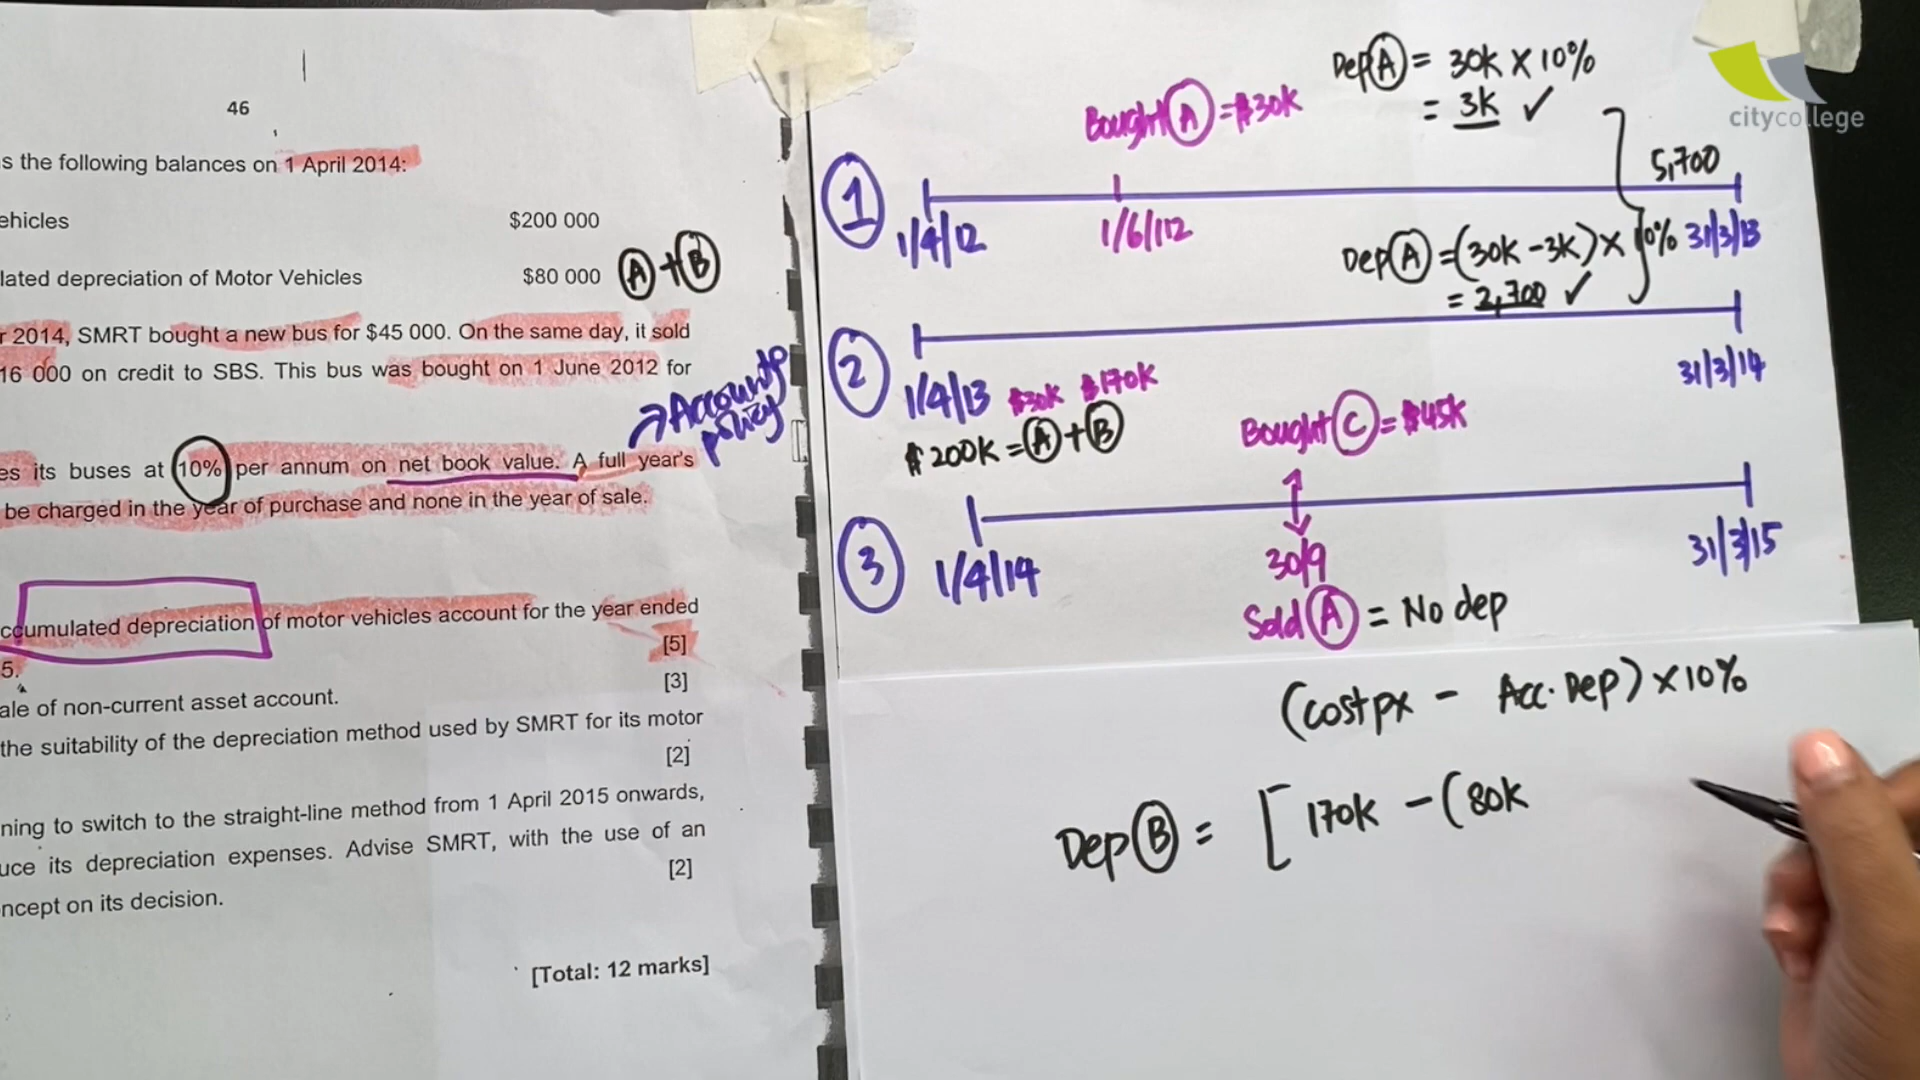 46
s the following balances on 1 April 2014:
ehicles $200 000
lated depreciation of Motor Vehicles $80 000 A + B
r 2014, SMRT bought a new bus for $45 000. On the same day, it sold
16 000 on credit to SBS. This bus was bought on 1 June 2012 for
→ Accountg policy
es its buses at 10% per annum on net book value. A full year's
be charged in the year of purchase and none in the year of sale.
ccumulated depreciation of motor vehicles account for the year ended
[5]
5.
ale of non-current asset account. [3]
the suitability of the depreciation method used by SMRT for its motor
[2]
ning to switch to the straight-line method from 1 April 2015 onwards,
uce its depreciation expenses. Advise SMRT, with the use of an
[2]
ncept on its decision.
[Total: 12 marks]
citycollege
Dep A = 30K X 10%
= 3K ✓
Bought A = $30K
5,700
1
1/4/12
1/6/112
31/3/13
Dep A = (30K - 3K) X 10%
= 2,700 ✓
2
1/4/13
31/3/14
$30K $170K
$200K = A + B
Bought C = $45K
3
1/4/14
30/9
31/3/15
Sold A = No dep
(cost px - Acc. Dep) X 10%
Dep B = [170K - (80K